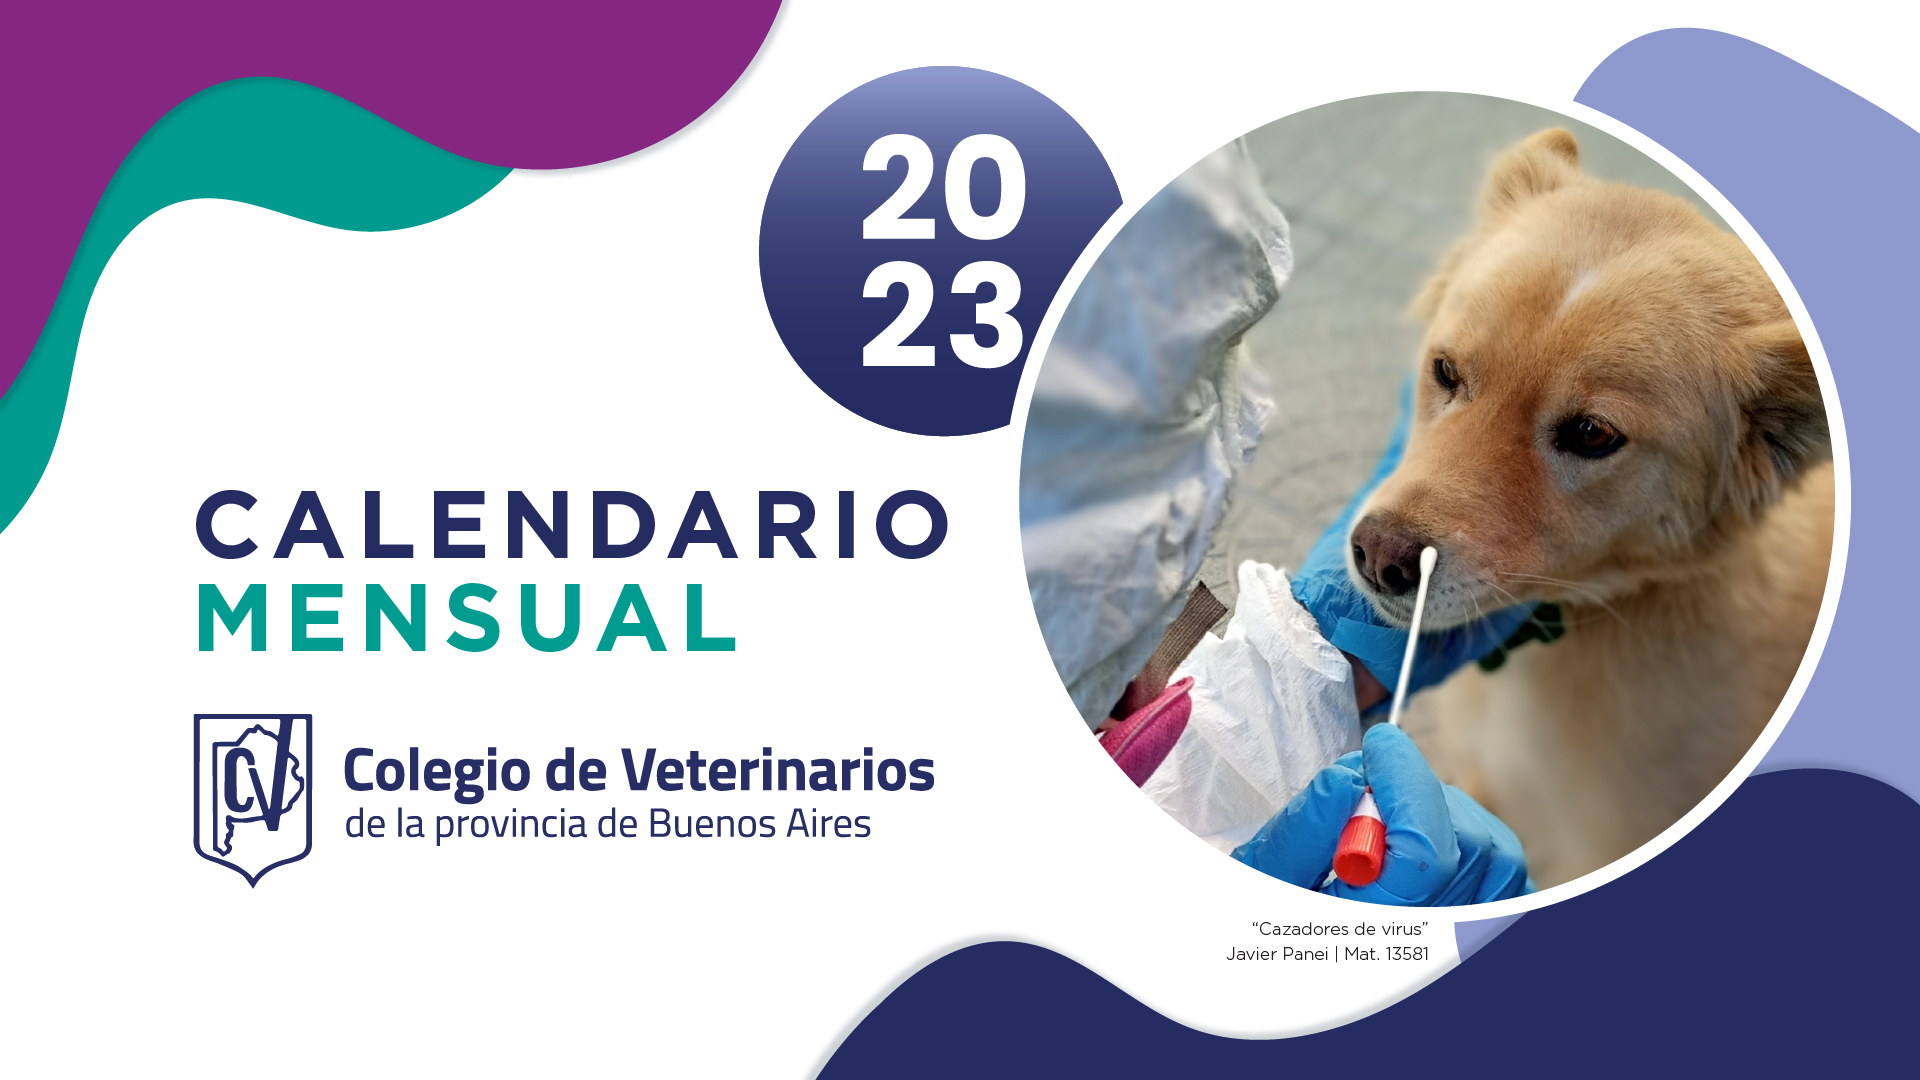 20
23
CALENDARIO
MENSUAL
CV
Colegio de Veterinarios
de la provincia de Buenos Aires
“Cazadores de virus”
Javier Panei | Mat. 13581